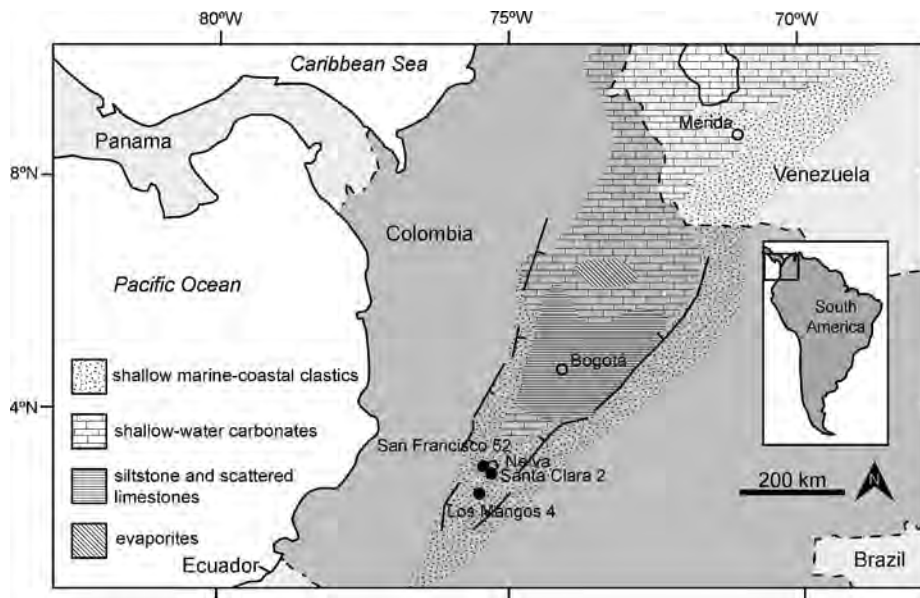 80ºW
75ºW
70ºW
Caribbean Sea
Panama
Merida
8ºN
Venezuela
Colombia
Pacific Ocean
South
America
shallow marine-coastal clastics
Bogotá
4ºN
shallow-water carbonates
San Francisco 52
Neiva
Santa Clara 2
siltstone and scattered
limestones
200 km
N
Los Mangos 4
evaporites
Ecuador
Brazil